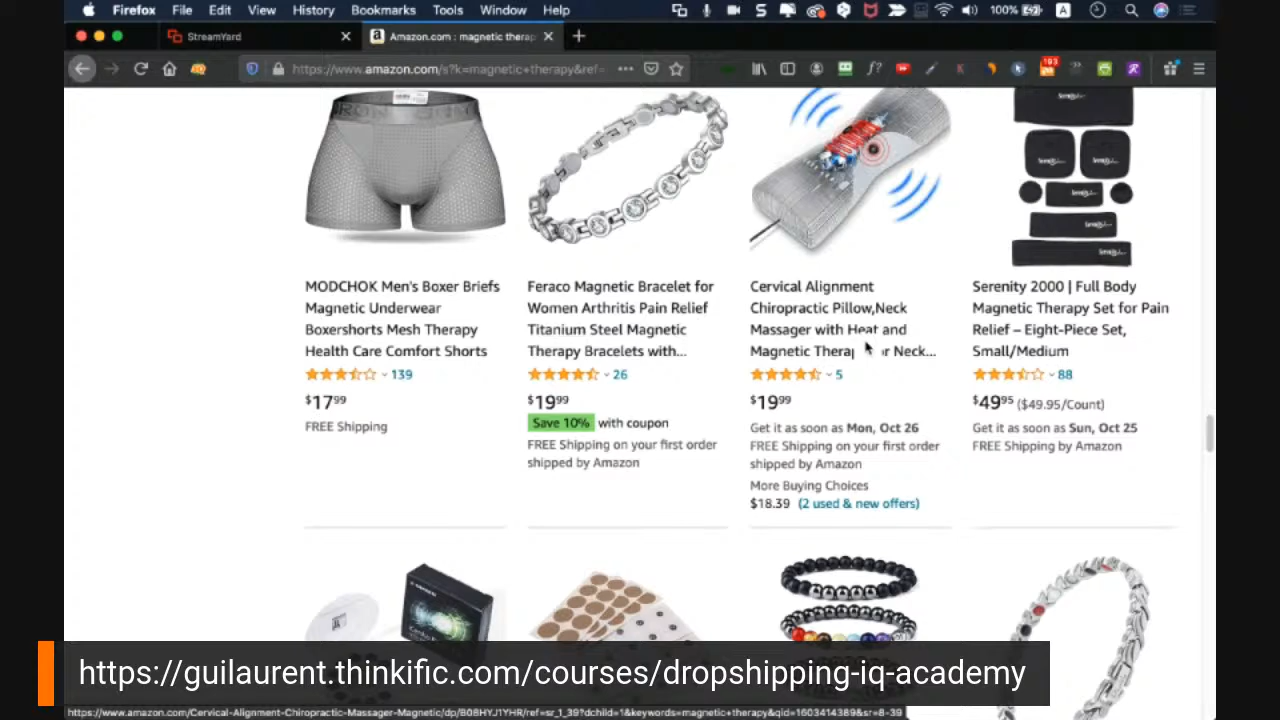 Firefox File Edit View History Bookmarks Tools Window Help 100%
StreamYard
Amazon.com : magnetic therap
https://www.amazon.com/s?k=magnetic+therapy&ref=
193
MODCHOK Men's Boxer Briefs
Magnetic Underwear
Boxershorts Mesh Therapy
Health Care Comfort Shorts
139
$17.99
FREE Shipping
Feraco Magnetic Bracelet for
Women Arthritis Pain Relief
Titanium Steel Magnetic
Therapy Bracelets with...
26
$19.99
Save 10% with coupon
FREE Shipping on your first order
shipped by Amazon
Cervical Alignment
Chiropractic Pillow,Neck
Massager with Heat and
Magnetic Therap or Neck...
5
$19.99
Get it as soon as Mon, Oct 26
FREE Shipping on your first order
shipped by Amazon
More Buying Choices
$18.39 (2 used & new offers)
Serenity 2000 | Full Body
Magnetic Therapy Set for Pain
Relief – Eight-Piece Set,
Small/Medium
88
$49.95 ($49.95/Count)
Get it as soon as Sun, Oct 25
FREE Shipping by Amazon
https://guilaurent.thinkific.com/courses/dropshipping-iq-academy
https://www.amazon.com/Cervical-Alignment-Chiropractic-Massager-Magnetic/dp/B08HYJ1YHR/ref=sr_1_39?dchild=1&keywords=magnetic+therapy&qid=1603414389&sr=8-39